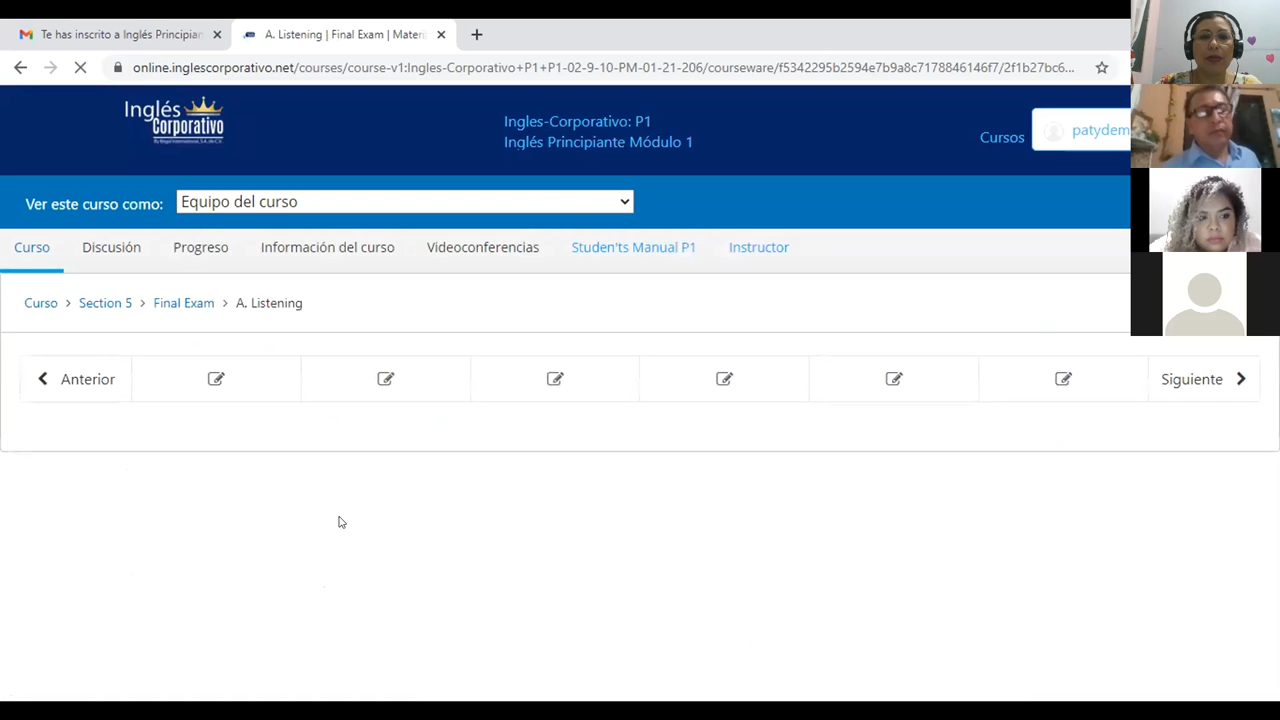 Te has inscrito a Inglés Principian
A. Listening | Final Exam | Materi
online.inglescorporativo.net/courses/course-v1:Ingles-Corporativo+P1+P1-02-9-10-PM-01-21-206/courseware/f5342295b2594e7b9a8c7178846146f7/2f1b27bc6...
Inglés
Corporativo
Ingles-Corporativo: P1
Inglés Principiante Módulo 1
Cursos
patydem
Ver este curso como:
Equipo del curso
Curso
Discusión
Progreso
Información del curso
Videoconferencias
Studen'ts Manual P1
Instructor
Curso > Section 5 > Final Exam > A. Listening
Anterior
Siguiente